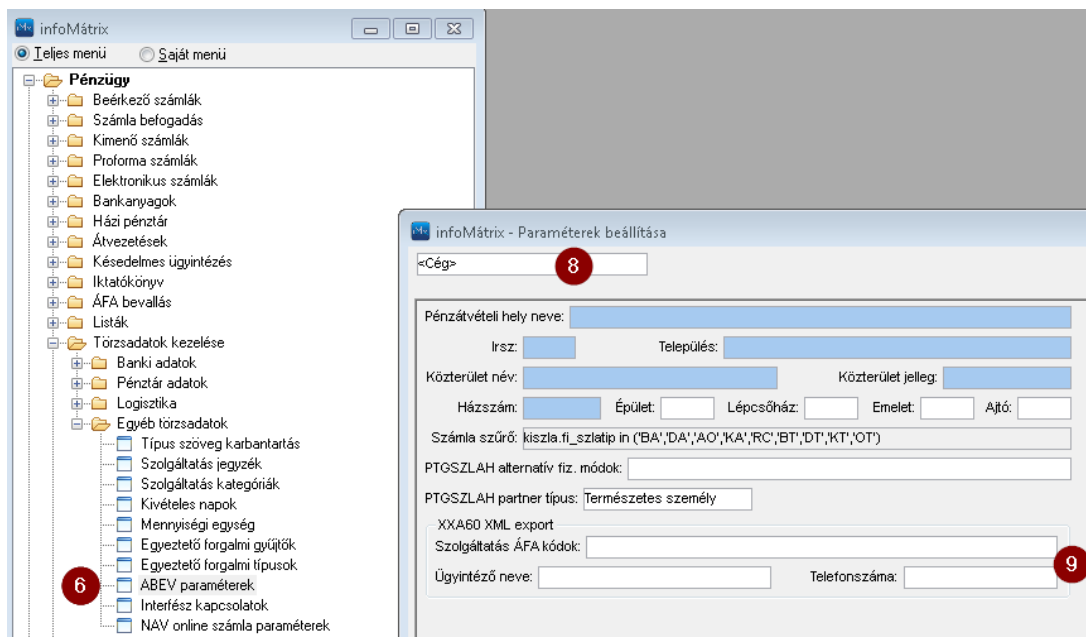 infoMátrix
Teljes menü Saját menü
Pénzügy
Beérkező számlák
Számla befogadás
Kimenő számlák
Proforma számlák
Elektronikus számlák
Bankanyagok
Házi pénztár
Átvezetések
Késedelmes ügyintézés
Iktatókönyv
ÁFA bevallás
Listák
Törzsadatok kezelése
Banki adatok
Pénztár adatok
Logisztika
Egyéb törzsadatok
Típus szöveg karbantartás
Szolgáltatás jegyzék
Szolgáltatás kategóriák
Kivételes napok
Mennyiségi egység
Egyeztető forgalmi gyűjtők
Egyeztető forgalmi típusok
6 ABEV paraméterek
Interfész kapcsolatok
NAV online számla paraméterek
infoMátrix - Paraméterek beállítása
<Cég> 8
Pénzátvételi hely neve:
Irsz: Település:
Közterület név: Közterület jelleg:
Házszám: Épület: Lépcsőház: Emelet: Ajtó:
Számla szűrő: kiszla.fi_szlatip in ('BA','DA','AO','KA','RC','BT','DT','KT','OT')
PTGSZLAH alternatív fiz. módok:
PTGSZLAH partner típus: Természetes személy
XXA60 XML export
Szolgáltatás ÁFA kódok:
9
Ügyintéző neve: Telefonszáma: